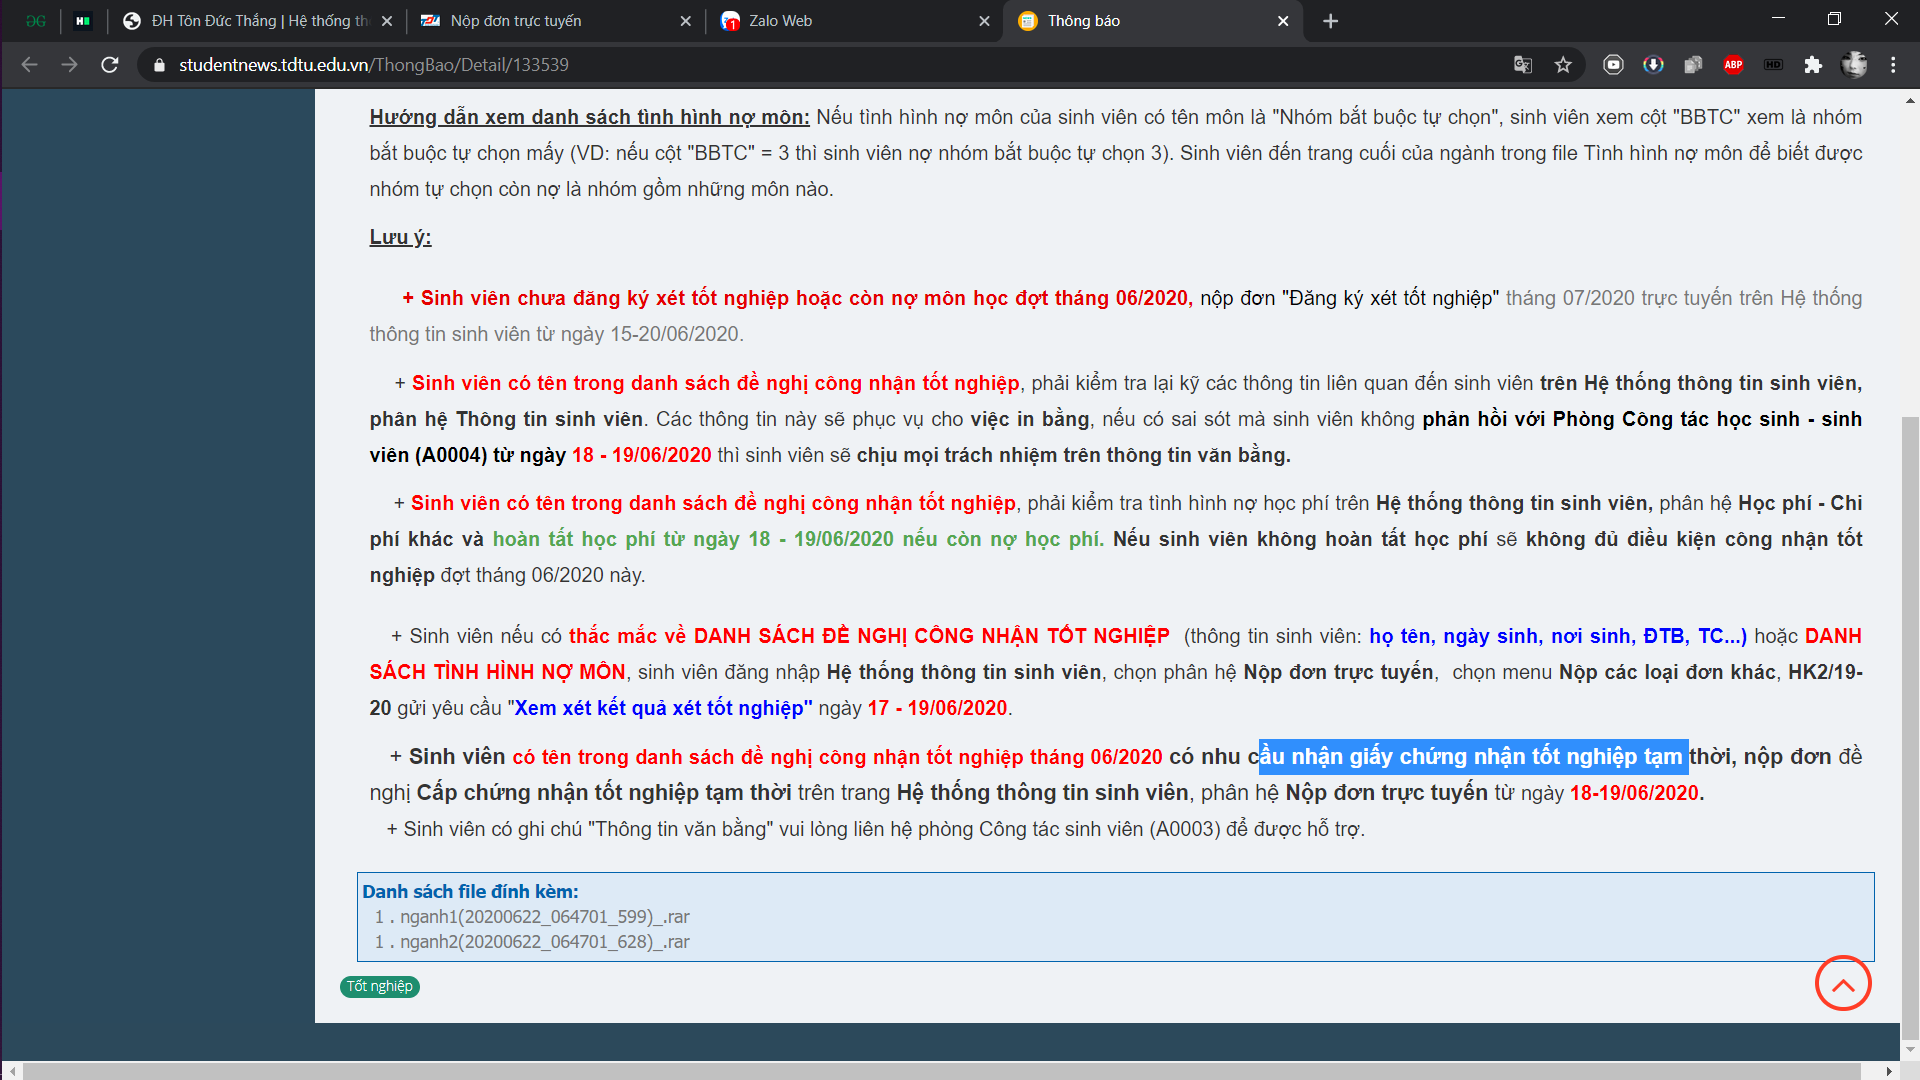 ĐH Tôn Đức Thắng | Hệ thống th
Nộp đơn trực tuyến
Zalo Web
Thông báo
studentnews.tdtu.edu.vn/ThongBao/Detail/133539
ABP
HD
Hướng dẫn xem danh sách tình hình nợ môn: Nếu tình hình nợ môn của sinh viên có tên môn là "Nhóm bắt buộc tự chọn", sinh viên xem cột "BBTC" xem là nhóm
bắt buộc tự chọn mấy (VD: nếu cột "BBTC" = 3 thì sinh viên nợ nhóm bắt buộc tự chọn 3). Sinh viên đến trang cuối của ngành trong file Tình hình nợ môn để biết được
nhóm tự chọn còn nợ là nhóm gồm những môn nào.
Lưu ý:
+ Sinh viên chưa đăng ký xét tốt nghiệp hoặc còn nợ môn học đợt tháng 06/2020, nộp đơn "Đăng ký xét tốt nghiệp" tháng 07/2020 trực tuyến trên Hệ thống
thông tin sinh viên từ ngày 15-20/06/2020.
+ Sinh viên có tên trong danh sách đề nghị công nhận tốt nghiệp, phải kiểm tra lại kỹ các thông tin liên quan đến sinh viên trên Hệ thống thông tin sinh viên,
phân hệ Thông tin sinh viên. Các thông tin này sẽ phục vụ cho việc in bằng, nếu có sai sót mà sinh viên không phản hồi với Phòng Công tác học sinh - sinh
viên (A0004) từ ngày 18 - 19/06/2020 thì sinh viên sẽ chịu mọi trách nhiệm trên thông tin văn bằng.
+ Sinh viên có tên trong danh sách đề nghị công nhận tốt nghiệp, phải kiểm tra tình hình nợ học phí trên Hệ thống thông tin sinh viên, phân hệ Học phí - Chi
phí khác và hoàn tất học phí từ ngày 18 - 19/06/2020 nếu còn nợ học phí. Nếu sinh viên không hoàn tất học phí sẽ không đủ điều kiện công nhận tốt
nghiệp đợt tháng 06/2020 này.
+ Sinh viên nếu có thắc mắc về DANH SÁCH ĐỀ NGHỊ CÔNG NHẬN TỐT NGHIỆP (thông tin sinh viên: họ tên, ngày sinh, nơi sinh, ĐTB, TC...) hoặc DANH
SÁCH TÌNH HÌNH NỢ MÔN, sinh viên đăng nhập Hệ thống thông tin sinh viên, chọn phân hệ Nộp đơn trực tuyến, chọn menu Nộp các loại đơn khác, HK2/19-
20 gửi yêu cầu "Xem xét kết quả xét tốt nghiệp" ngày 17 - 19/06/2020.
+ Sinh viên có tên trong danh sách đề nghị công nhận tốt nghiệp tháng 06/2020 có nhu cầu nhận giấy chứng nhận tốt nghiệp tạm thời, nộp đơn đề
nghị Cấp chứng nhận tốt nghiệp tạm thời trên trang Hệ thống thông tin sinh viên, phân hệ Nộp đơn trực tuyến từ ngày 18-19/06/2020.
+ Sinh viên có ghi chú "Thông tin văn bằng" vui lòng liên hệ phòng Công tác sinh viên (A0003) để được hỗ trợ.
Danh sách file đính kèm:
1 . nganh1(20200622_064701_599)_.rar
1 . nganh2(20200622_064701_628)_.rar
Tốt nghiệp